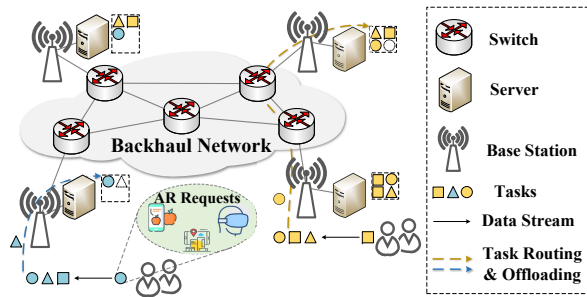 Backhaul Network
AR Requests
Switch
Server
Base Station
Tasks
Data Stream
Task Routing
& Offloading